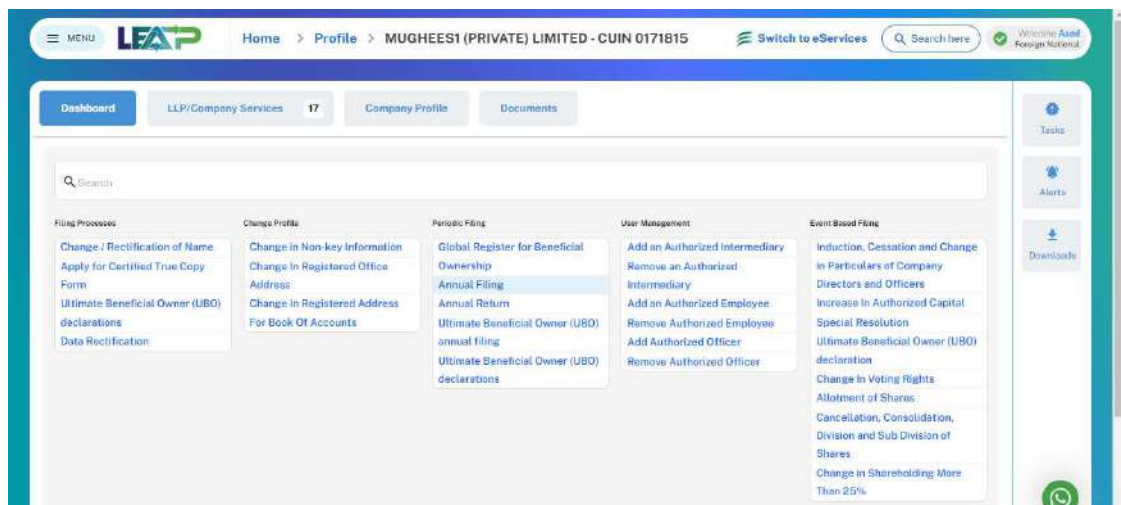 MENU
LEAP
Home > Profile > MUGHEES1 (PRIVATE) LIMITED - CUIN 0171815
Switch to eServices
Search here
Welcome Asad
Foreign National
Dashboard
LLP/Company Services 17
Company Profile
Documents
Tasks
Alerts
Downloads
Search
Filing Processes
Change / Rectification of Name
Apply for Certified True Copy
Form
Ultimate Beneficial Owner (UBO)
declarations
Data Rectification
Change Profile
Change in Non-key Information
Change In Registered Office
Address
Change In Registered Address
For Book Of Accounts
Periodic Filing
Global Register for Beneficial
Ownership
Annual Filing
Annual Return
Ultimate Beneficial Owner (UBO)
annual filing
Ultimate Beneficial Owner (UBO)
declarations
User Management
Add an Authorized Intermediary
Remove an Authorized
Intermediary
Add an Authorized Employee
Remove Authorized Employee
Add Authorized Officer
Remove Authorized Officer
Event Based Filing
Induction, Cessation and Change
in Particulars of Company
Directors and Officers
Increase In Authorized Capital
Special Resolution
Ultimate Beneficial Owner (UBO)
declaration
Change In Voting Rights
Allotment of Shares
Cancellation, Consolidation,
Division and Sub Division of
Shares
Change in Shareholding More
Than 25%